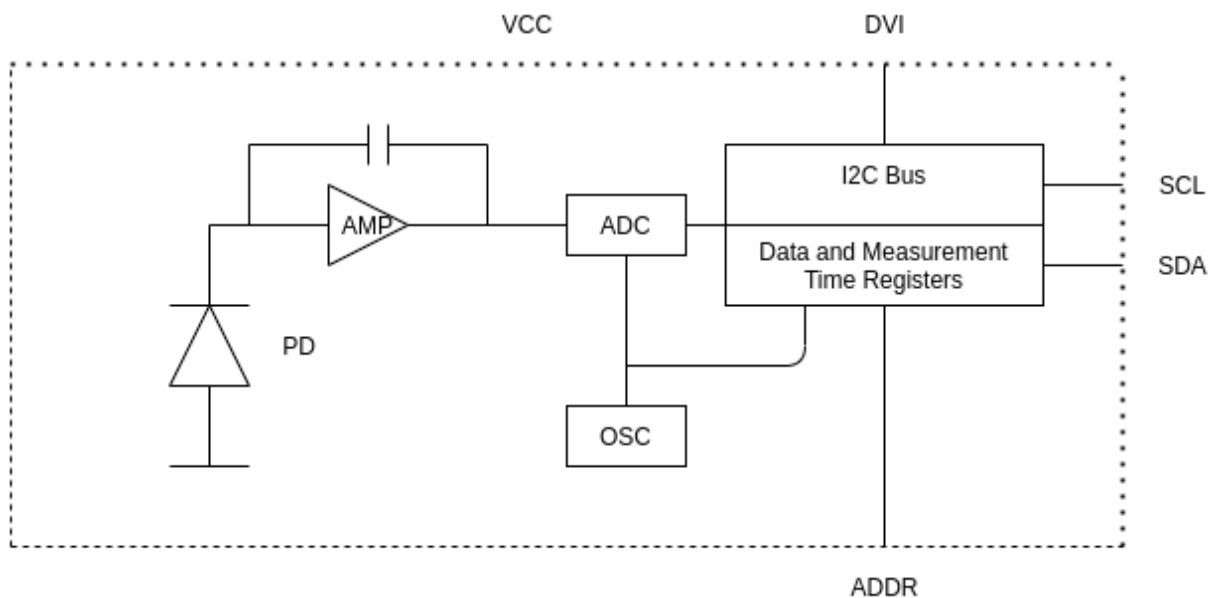 VCC
DVI
I2C Bus
SCL
AMP
ADC
Data and Measurement
Time Registers
SDA
PD
OSC
ADDR